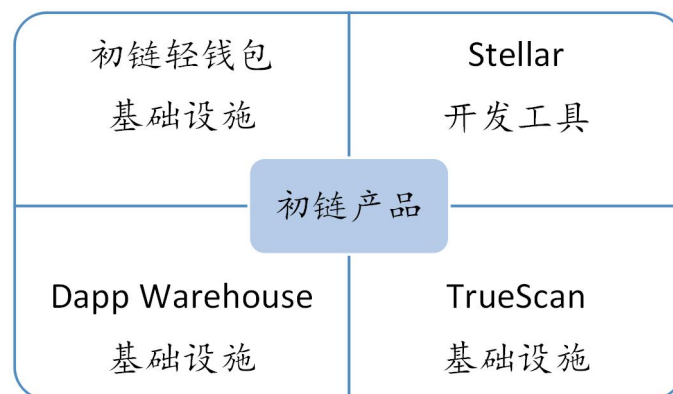 初链轻钱包
基础设施
Stellar
开发工具
初链产品
Dapp Warehouse
基础设施
TrueScan
基础设施